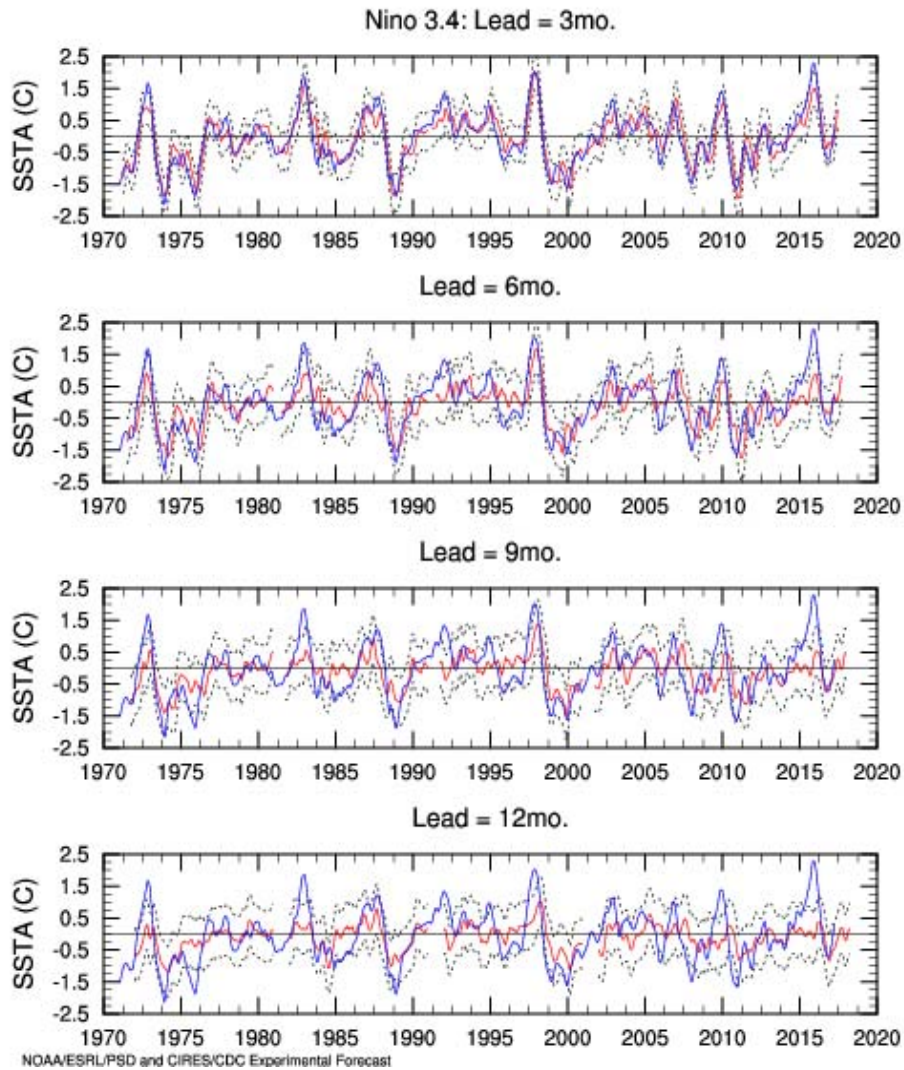 Nino 3.4: Lead = 3mo.
SSTA (C)
2.5
1.5
0.5
-0.5
-1.5
-2.5
1970 1975 1980 1985 1990 1995 2000 2005 2010 2015 2020
Lead = 6mo.
SSTA (C)
2.5
1.5
0.5
-0.5
-1.5
-2.5
1970 1975 1980 1985 1990 1995 2000 2005 2010 2015 2020
Lead = 9mo.
SSTA (C)
2.5
1.5
0.5
-0.5
-1.5
-2.5
1970 1975 1980 1985 1990 1995 2000 2005 2010 2015 2020
Lead = 12mo.
SSTA (C)
2.5
1.5
0.5
-0.5
-1.5
-2.5
1970 1975 1980 1985 1990 1995 2000 2005 2010 2015 2020
NOAA/ESRL/PSD and CIRES/CDC Experimental Forecast